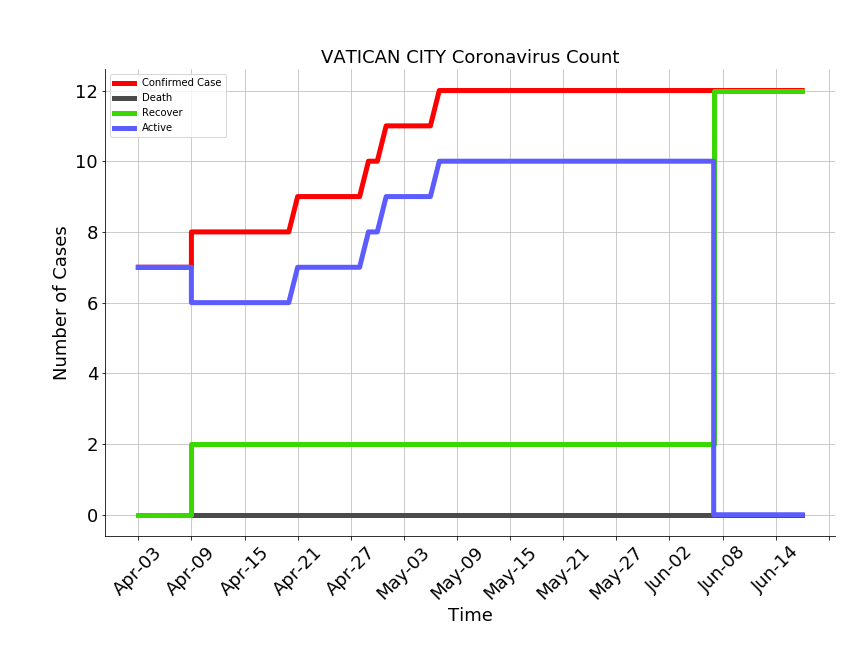 VATICAN CITY Coronavirus Count
Confirmed Case
Death
Recover
Active
Number of Cases
12
10
8
6
4
2
0
Apr-03
Apr-09
Apr-15
Apr-21
Apr-27
May-03
May-09
May-15
May-21
May-27
Jun-02
Jun-08
Jun-14
Time